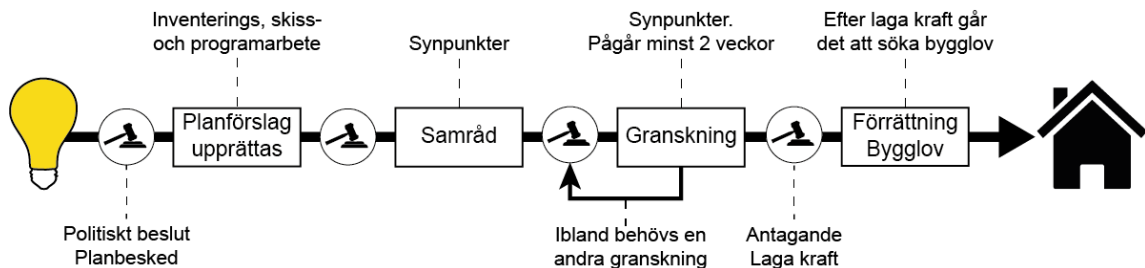 Inventerings, skiss-
och programarbete
Synpunkter
Synpunkter.
Pågår minst 2 veckor
Efter laga kraft går
det att söka bygglov
Planförslag
upprättas
Samråd
Granskning
Förrättning
Bygglov
Politiskt beslut
Planbesked
Ibland behövs en
andra granskning
Antagande
Laga kraft